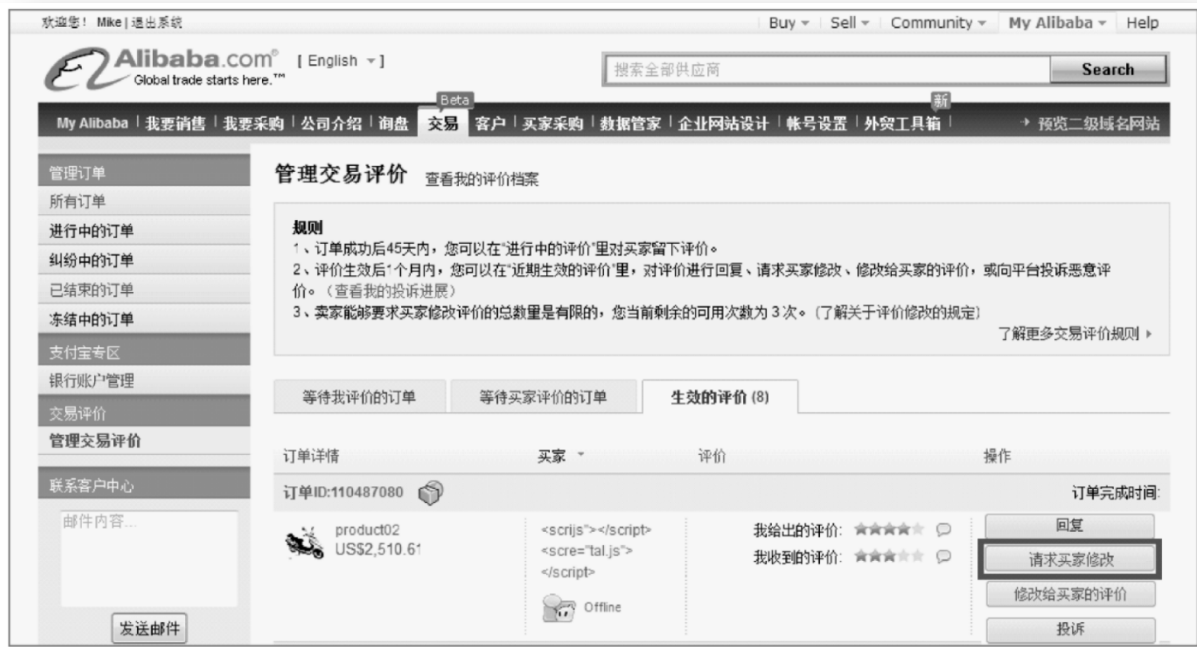 欢迎您! Mike | 退出系统
Buy Sell Community My Alibaba Help
Alibaba.com® [ English ]
Global trade starts here.™
搜索全部供应商 Search
Beta 新
My Alibaba 我要销售 我要采购 公司介绍 询盘 交易 客户 买家采购 数据管家 企业网站设计 帐号设置 外贸工具箱 预览二级域名网站
管理订单
所有订单
进行中的订单
纠纷中的订单
已结束的订单
冻结中的订单
支付宝专区
银行账户管理
交易评价
管理交易评价
联系客户中心
邮件内容...
发送邮件
管理交易评价 查看我的评价档案
规则
1、订单成功后45天内，您可以在“进行中的评价”里对买家留下评价。
2、评价生效后1个月内，您可以在“近期生效的评价”里，对评价进行回复、请求买家修改、修改给买家的评价，或向平台投诉恶意评
价。（查看我的投诉进展）
3、卖家能够要求买家修改评价的总数里是有限的，您当前剩余的可用次数为 3 次。（了解关于评价修改的规定）
了解更多交易评价规则
等待我评价的订单 等待买家评价的订单 生效的评价 (8)
订单详情 买家 评价 操作
订单ID:110487080 订单完成时间:
product02
US$2,510.61
<scrijs"></script>
<scre="tal.js">
</script>
Offline
我给出的评价:
我收到的评价:
回复
请求买家修改
修改给买家的评价
投诉